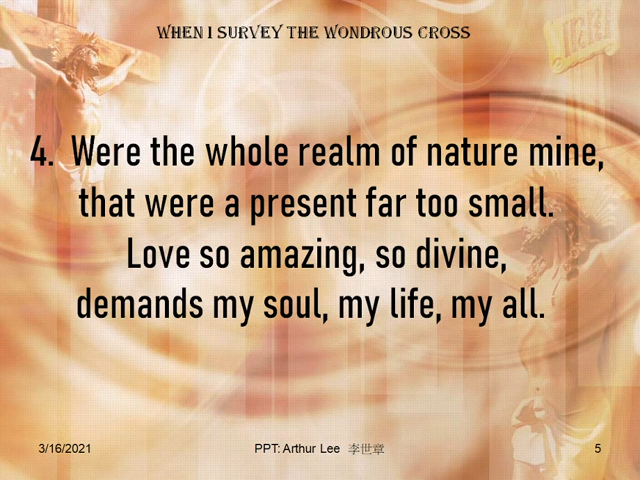 WHEN I SURVEY THE WONDROUS CROSS
4. Were the whole realm of nature mine,
that were a present far too small.
Love so amazing, so divine,
demands my soul, my life, my all.
3/16/2021
PPT: Arthur Lee 李世章
5